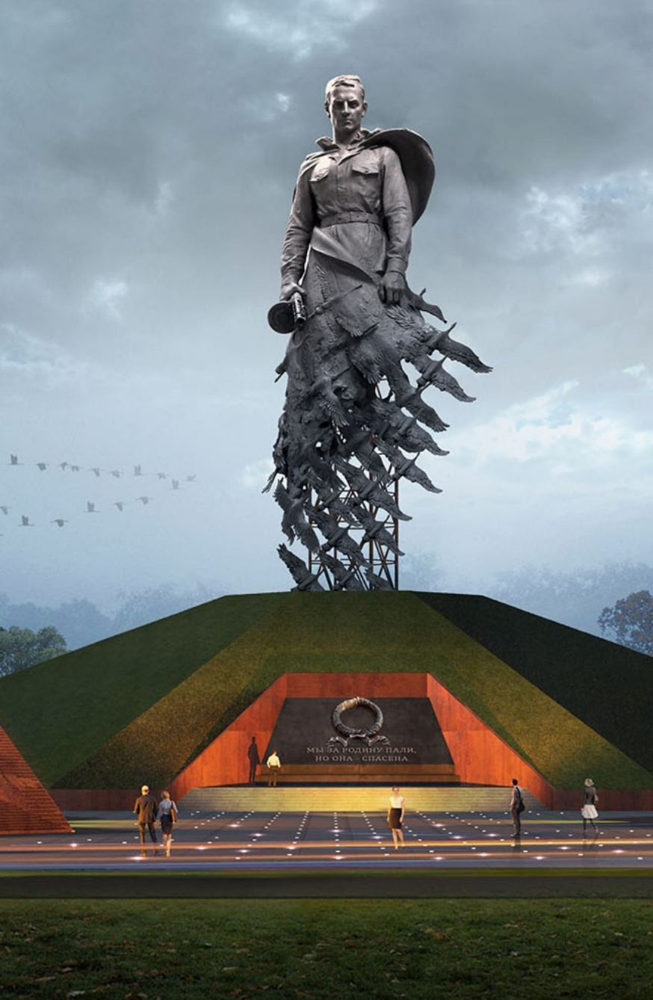 МЫ ЗА РОДИНУ ПАЛИ,
НО ОНА - СПАСЕНА